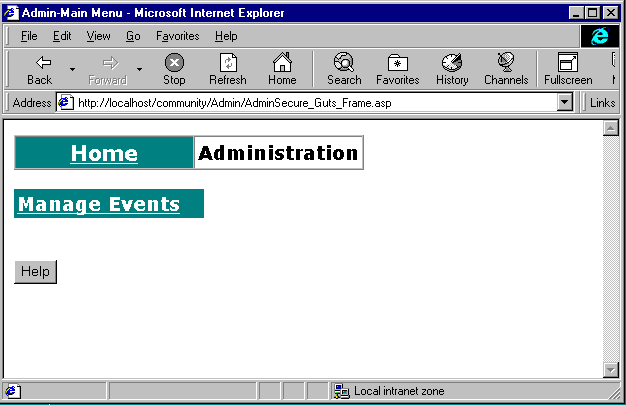 Admin-Main Menu - Microsoft Internet Explorer
File Edit View Go Favorites Help
Back Forward Stop Refresh Home Search Favorites History Channels Fullscreen
Address http://localhost/community/Admin/AdminSecure_Guts_Frame.asp Links
Home Administration
Manage Events
Help
Local intranet zone